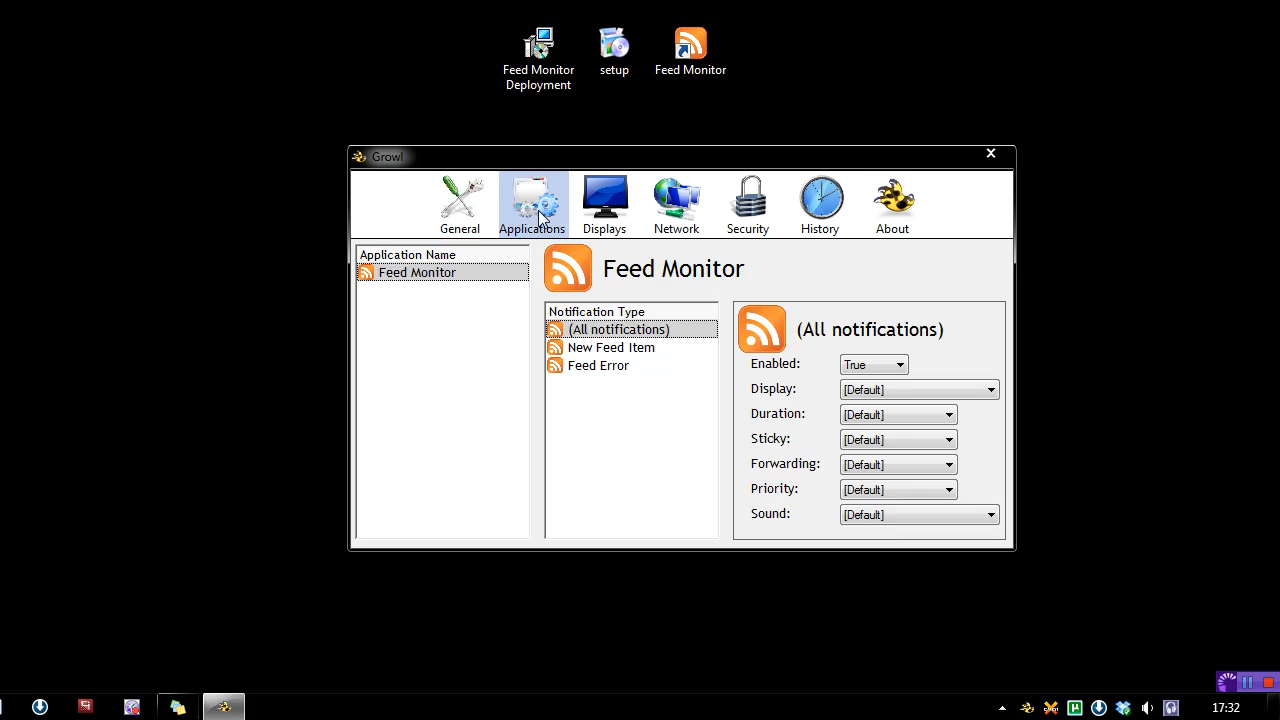 Feed Monitor
Deployment
setup
Feed Monitor
Growl
General
Applications
Displays
Network
Security
History
About
Application Name
Feed Monitor
Feed Monitor
Notification Type
(All notifications)
New Feed Item
Feed Error
(All notifications)
Enabled: True
Display: [Default]
Duration: [Default]
Sticky: [Default]
Forwarding: [Default]
Priority: [Default]
Sound: [Default]
17:32